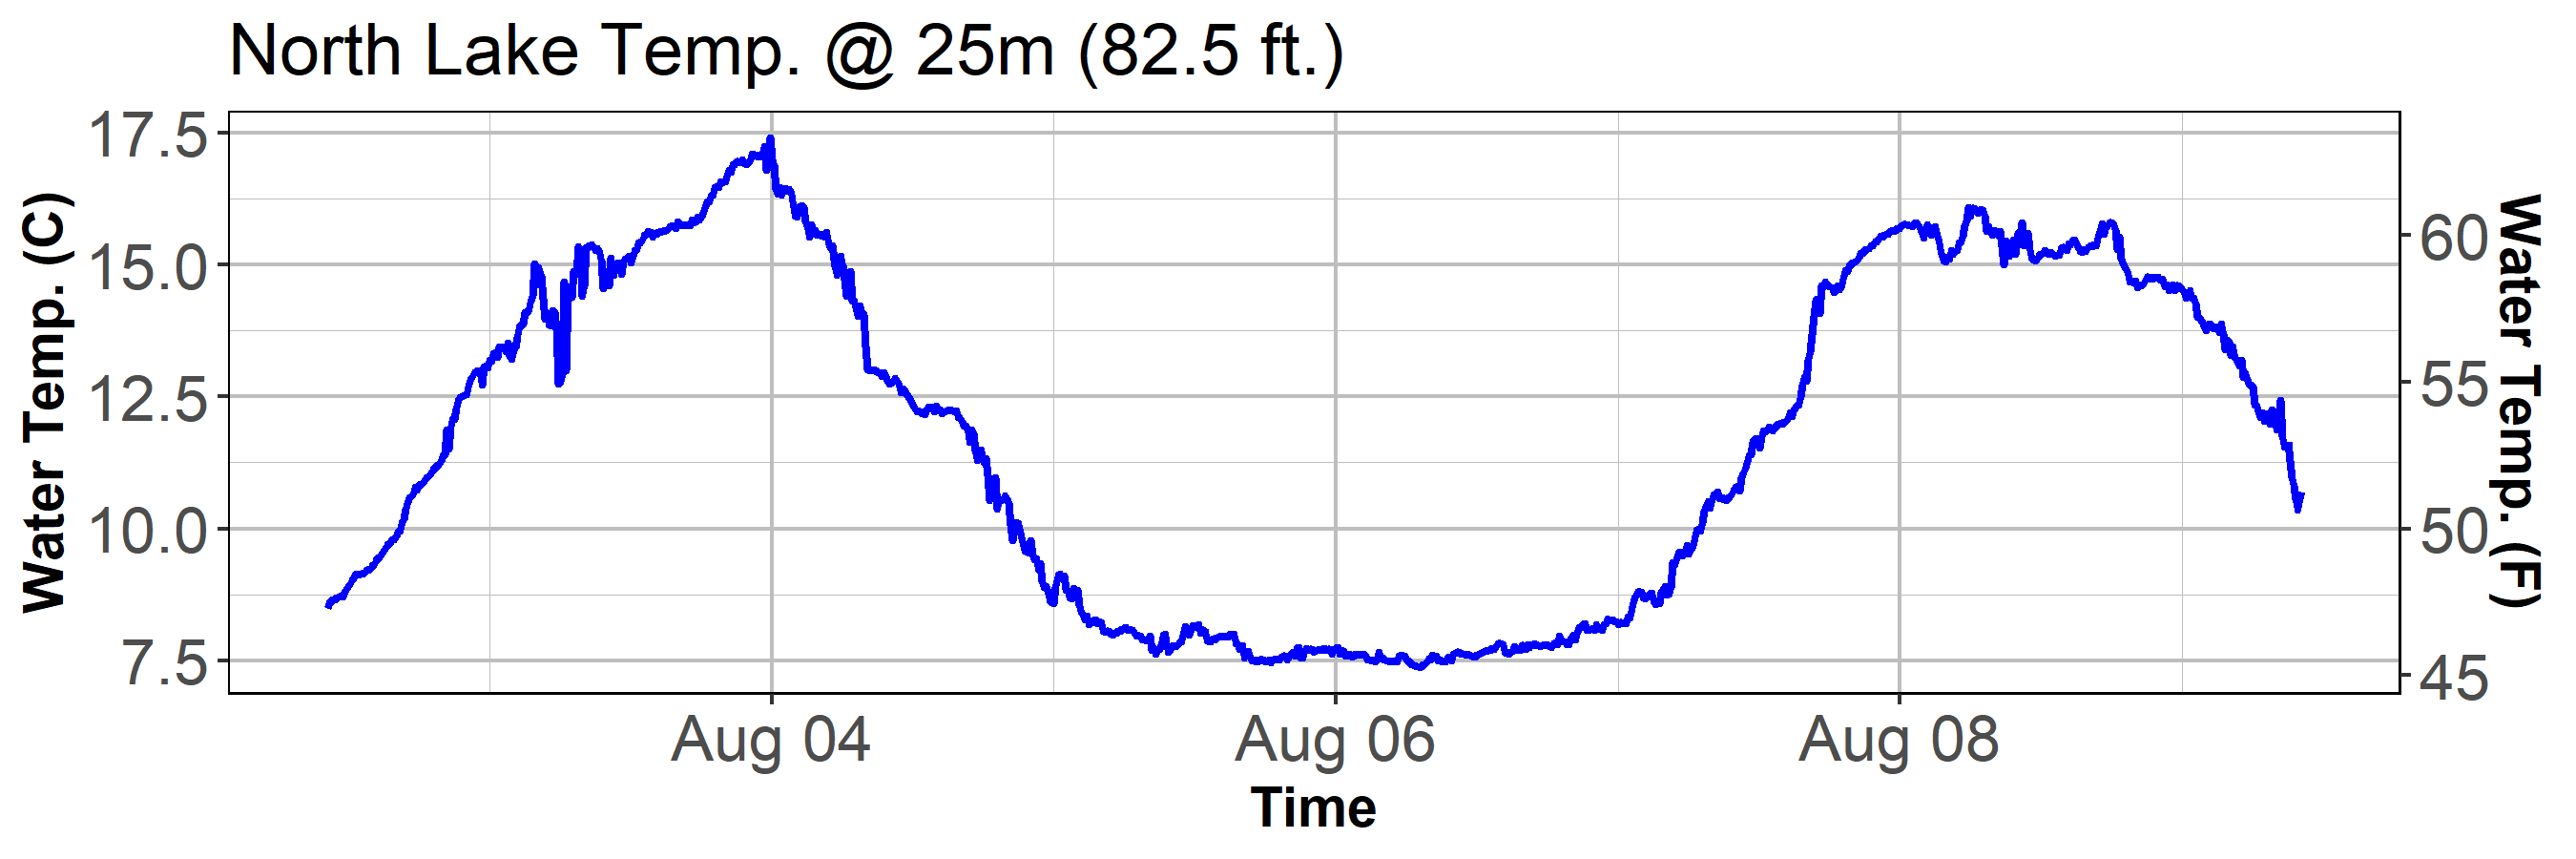 North Lake Temp. @ 25m (82.5 ft.)
Water Temp. (C)
17.5
15.0
12.5
10.0
7.5
60
55
50
45
Water Temp. (F)
Aug 04
Aug 06
Aug 08
Time